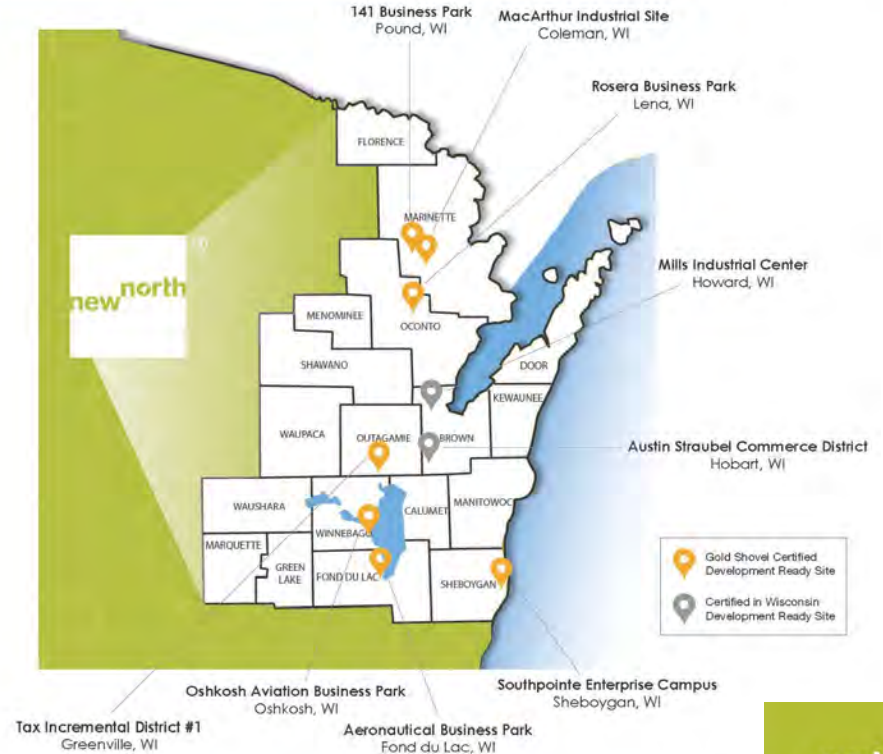 141 Business Park
Pound, WI
MacArthur Industrial Site
Coleman, WI
Rosera Business Park
Lena, WI
FLORENCE
MARINETTE
new north
Mills Industrial Center
Howard, WI
MENOMINEE
OCONTO
SHAWANO
DOOR
KEWAUNEE
WAUPACA
OUTAGAMIE
BROWN
Austin Straubel Commerce District
Hobart, WI
WAUSHARA
CALUMET
MANITOWOC
WINNEBAGO
MARQUETTE
GREEN
LAKE
FOND DU LAC
SHEBOYGAN
Gold Shovel Certified
Development Ready Site
Certified in Wisconsin
Development Ready Site
Oshkosh Aviation Business Park
Oshkosh, WI
Southpointe Enterprise Campus
Sheboygan, WI
Tax Incremental District #1
Greenville, WI
Aeronautical Business Park
Fond du Lac, WI